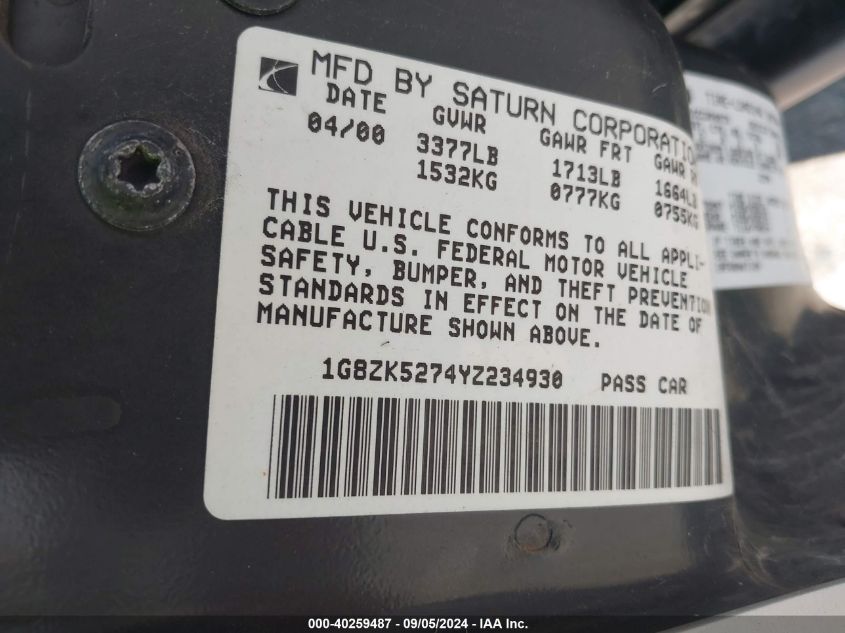 MFD BY SATURN CORPORATION
DATE GVWR GAWR FRT GAWR
04/00 3377LB 1713LB 1664LB
1532KG 0777KG 0755KG
THIS VEHICLE CONFORMS TO ALL APPLI-
CABLE U.S. FEDERAL MOTOR VEHICLE
SAFETY, BUMPER, AND THEFT PREVENTION
STANDARDS IN EFFECT ON THE DATE OF
MANUFACTURE SHOWN ABOVE.
1G8ZK5274YZ234930 PASS CAR
000-40259487 - 09/05/2024 - IAA Inc.